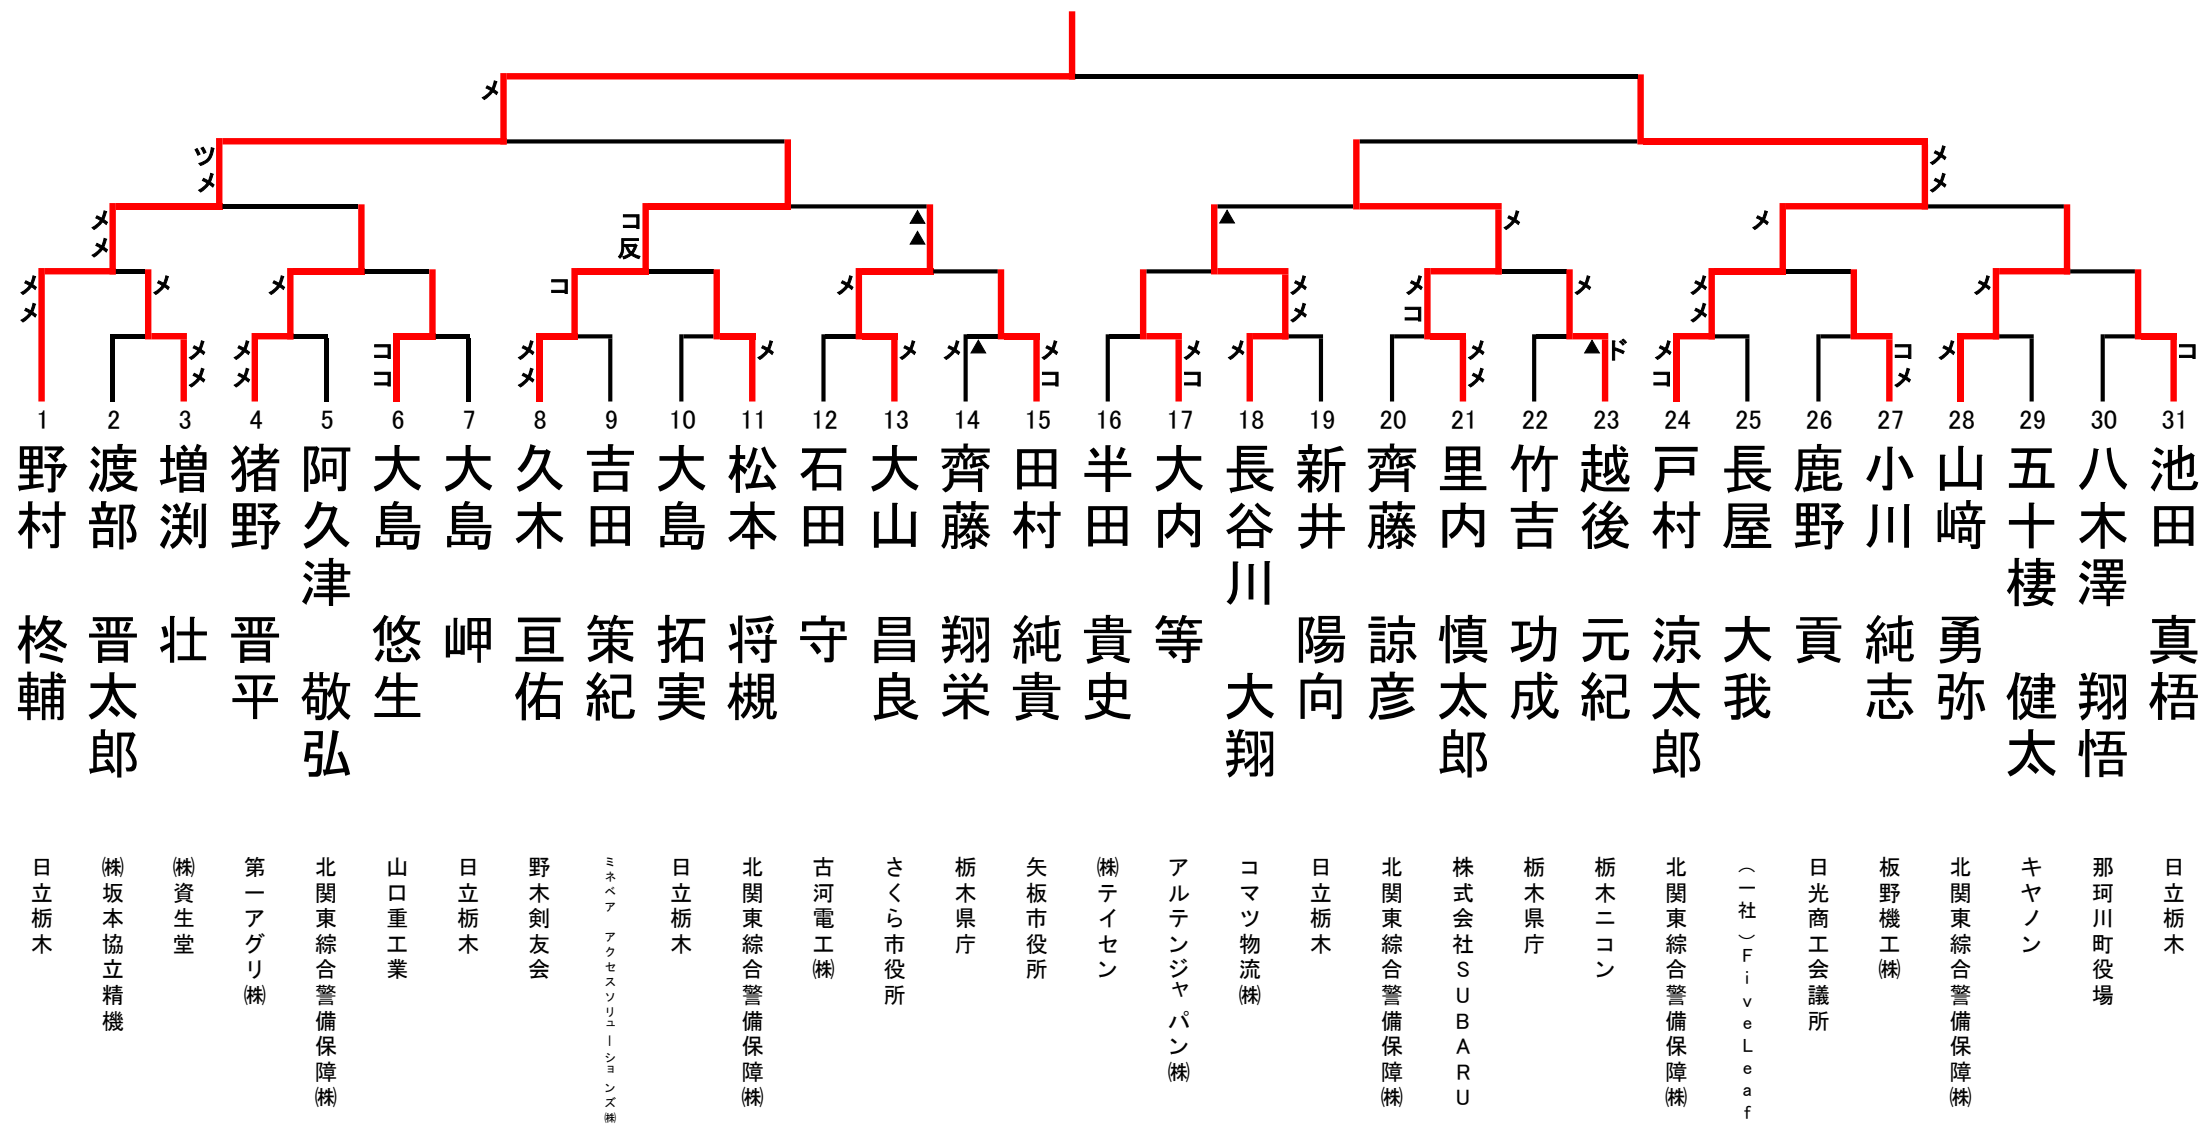 メ
ツ
メ
メ
メ
メ
メ
コ
反
▲
▲
▲
メ
メ
メ
メ
メ
メ
メ
コ
メ
メ
メ
メ
コ
メ
メ
メ
メ
メ
メ
メ
メ
メ
コ
コ
メ
メ
メ
メ
メ
▲
メ
コ
メ
コ
メ
メ
メ
▲
ド
メ
コ
コ
メ
メ
コ
1 2 3 4 5 6 7 8 9 10 11 12 13 14 15 16 17 18 19 20 21 22 23 24 25 26 27 28 29 30 31
野村 柊輔
渡部 晋太郎
増渕 壮
猪野 晋平
阿久津 敬弘
大島 悠生
大島 岬
久木 亘佑
吉田 策紀
大島 拓実
松本 将槻
石田 守
大山 昌良
齊藤 翔栄
田村 純貴
半田 貴史
大内 等
長谷川 大翔
新井 陽向
齊藤 諒彦
里内 慎太郎
竹吉 功成
越後 元紀
戸村 涼太郎
長屋 大我
鹿野 貢
小川 純志
山﨑 勇弥
五十棲 健太
八木澤 翔悟
池田 真梧
日立栃木
㈱坂本協立精機
㈱資生堂
第一アグリ㈱
北関東綜合警備保障㈱
山口重工業
日立栃木
野木剣友会
ミネベア アクセスソリューションズ㈱
日立栃木
北関東綜合警備保障㈱
古河電工㈱
さくら市役所
栃木県庁
矢板市役所
㈱テイセン
アルテンジャパン㈱
コマツ物流㈱
日立栃木
北関東綜合警備保障㈱
株式会社SUBARU
栃木県庁
栃木ニコン
北関東綜合警備保障㈱
(一社)FiveLeaf
日光商工会議所
板野機工㈱
北関東綜合警備保障㈱
キヤノン
那珂川町役場
日立栃木